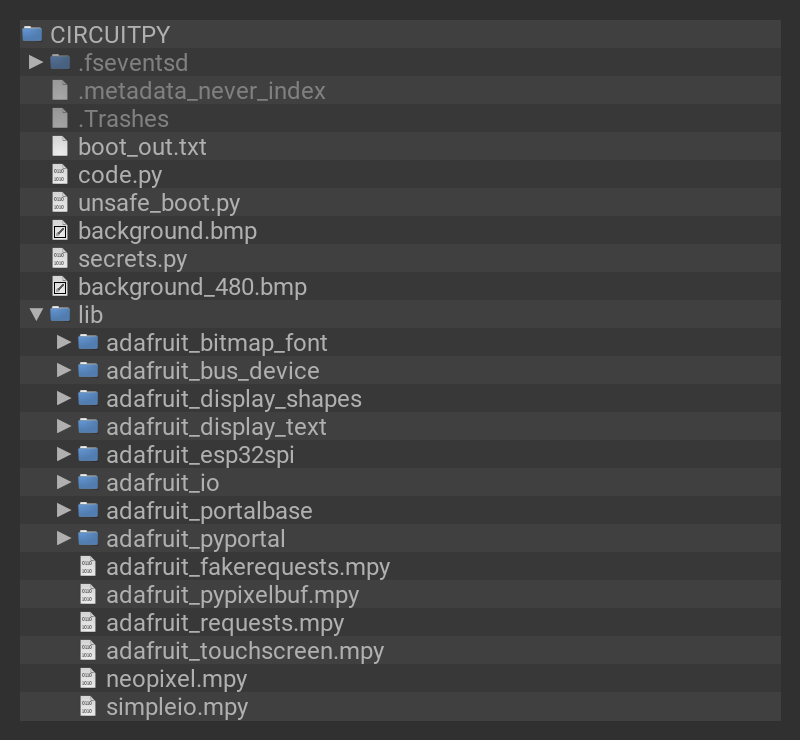 CIRCUITPY
.fseventsd
.metadata_never_index
.Trashes
boot_out.txt
code.py
unsafe_boot.py
background.bmp
secrets.py
background_480.bmp
lib
adafruit_bitmap_font
adafruit_bus_device
adafruit_display_shapes
adafruit_display_text
adafruit_esp32spi
adafruit_io
adafruit_portalbase
adafruit_pyportal
adafruit_fakerequests.mpy
adafruit_pypixelbuf.mpy
adafruit_requests.mpy
adafruit_touchscreen.mpy
neopixel.mpy
simpleio.mpy